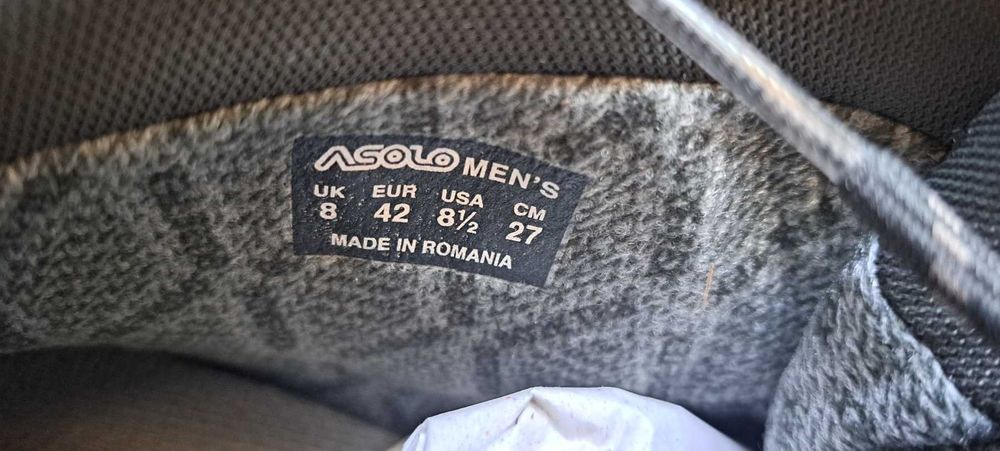 ASOLO MEN'S
UK EUR USA CM
8 42 8½ 27
MADE IN ROMANIA